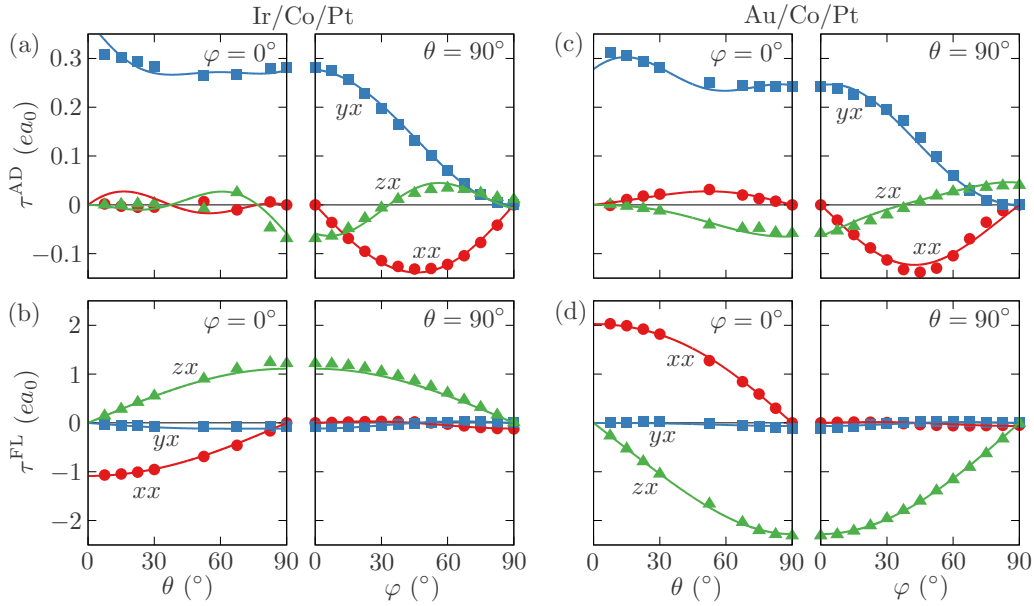 Ir/Co/Pt Au/Co/Pt
(a) φ = 0° θ = 90° (c) φ = 0° θ = 90°
0.3 0.2 0.1 0 −0.1
τ^AD (ea₀)
yx zx xx
yx zx xx
(b) φ = 0° θ = 90° (d) φ = 0° θ = 90°
2 1 0 −1 −2
τ^FL (ea₀)
zx yx xx
xx yx zx
0 30 60 90 0 30 60 90 0 30 60 90 0 30 60 90
θ (°) φ (°) θ (°) φ (°)